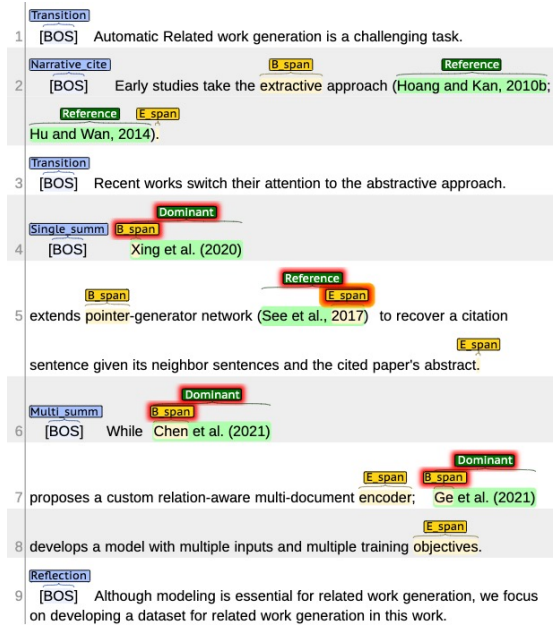 Transition
1 [BOS] Automatic Related work generation is a challenging task.
Narrative_cite B_span Reference
2 [BOS] Early studies take the extractive approach (Hoang and Kan, 2010b;
Reference E_span
Hu and Wan, 2014).
Transition
3 [BOS] Recent works switch their attention to the abstractive approach.
Dominant
Single_summ B_span
4 [BOS] Xing et al. (2020)
Reference
B_span E_span
5 extends pointer-generator network (See et al., 2017) to recover a citation
E_span
sentence given its neighbor sentences and the cited paper's abstract.
Dominant
Multi_summ B_span
6 [BOS] While Chen et al. (2021)
Dominant
E_span B_span
7 proposes a custom relation-aware multi-document encoder; Ge et al. (2021)
E_span
8 develops a model with multiple inputs and multiple training objectives.
Reflection
9 [BOS] Although modeling is essential for related work generation, we focus
on developing a dataset for related work generation in this work.